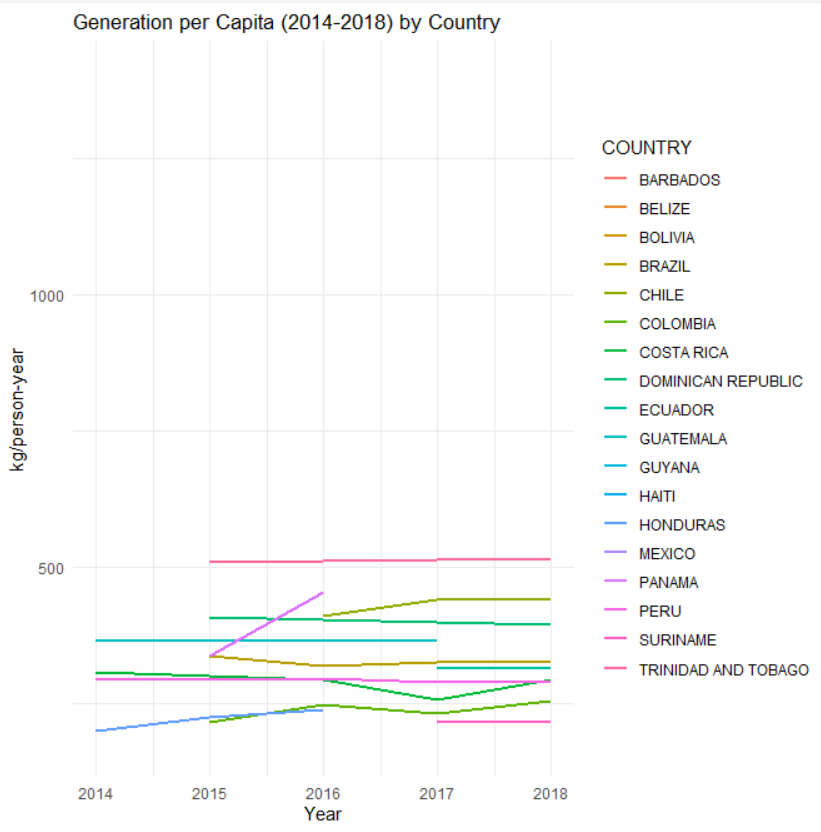 Generation per Capita (2014-2018) by Country
1000
500
kg/person-year
2014 2015 2016 2017 2018
Year
COUNTRY
BARBADOS
BELIZE
BOLIVIA
BRAZIL
CHILE
COLOMBIA
COSTA RICA
DOMINICAN REPUBLIC
ECUADOR
GUATEMALA
GUYANA
HAITI
HONDURAS
MEXICO
PANAMA
PERU
SURINAME
TRINIDAD AND TOBAGO